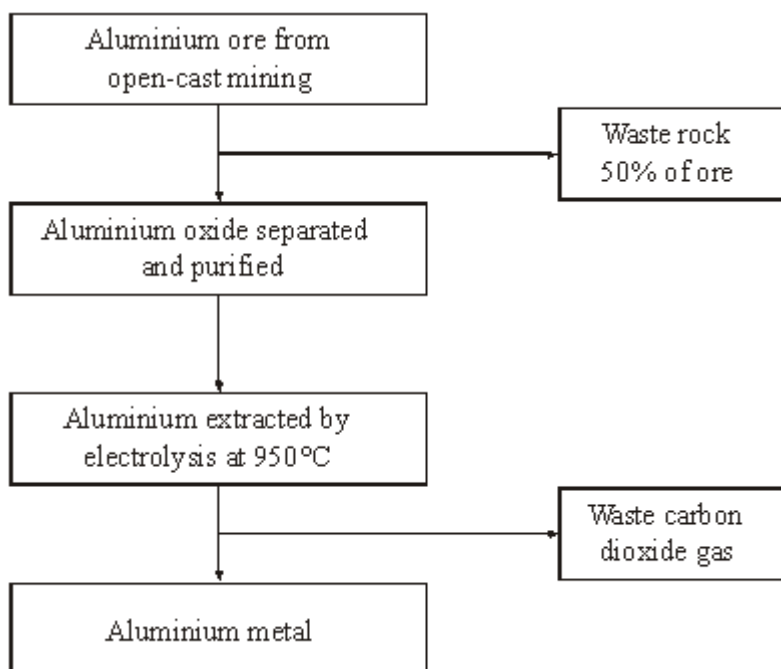 Aluminium ore from
open-cast mining
Waste rock
50% of ore
Aluminium oxide separated
and purified
Aluminium extracted by
electrolysis at 950°C
Waste carbon
dioxide gas
Aluminium metal